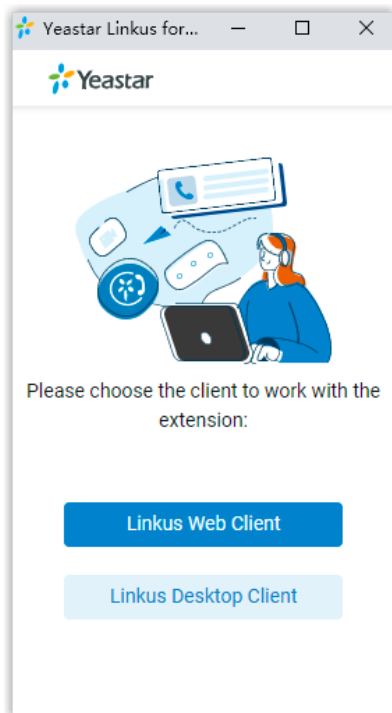 Yeastar Linkus for...
Yeastar
Please choose the client to work with the
extension:
Linkus Web Client
Linkus Desktop Client